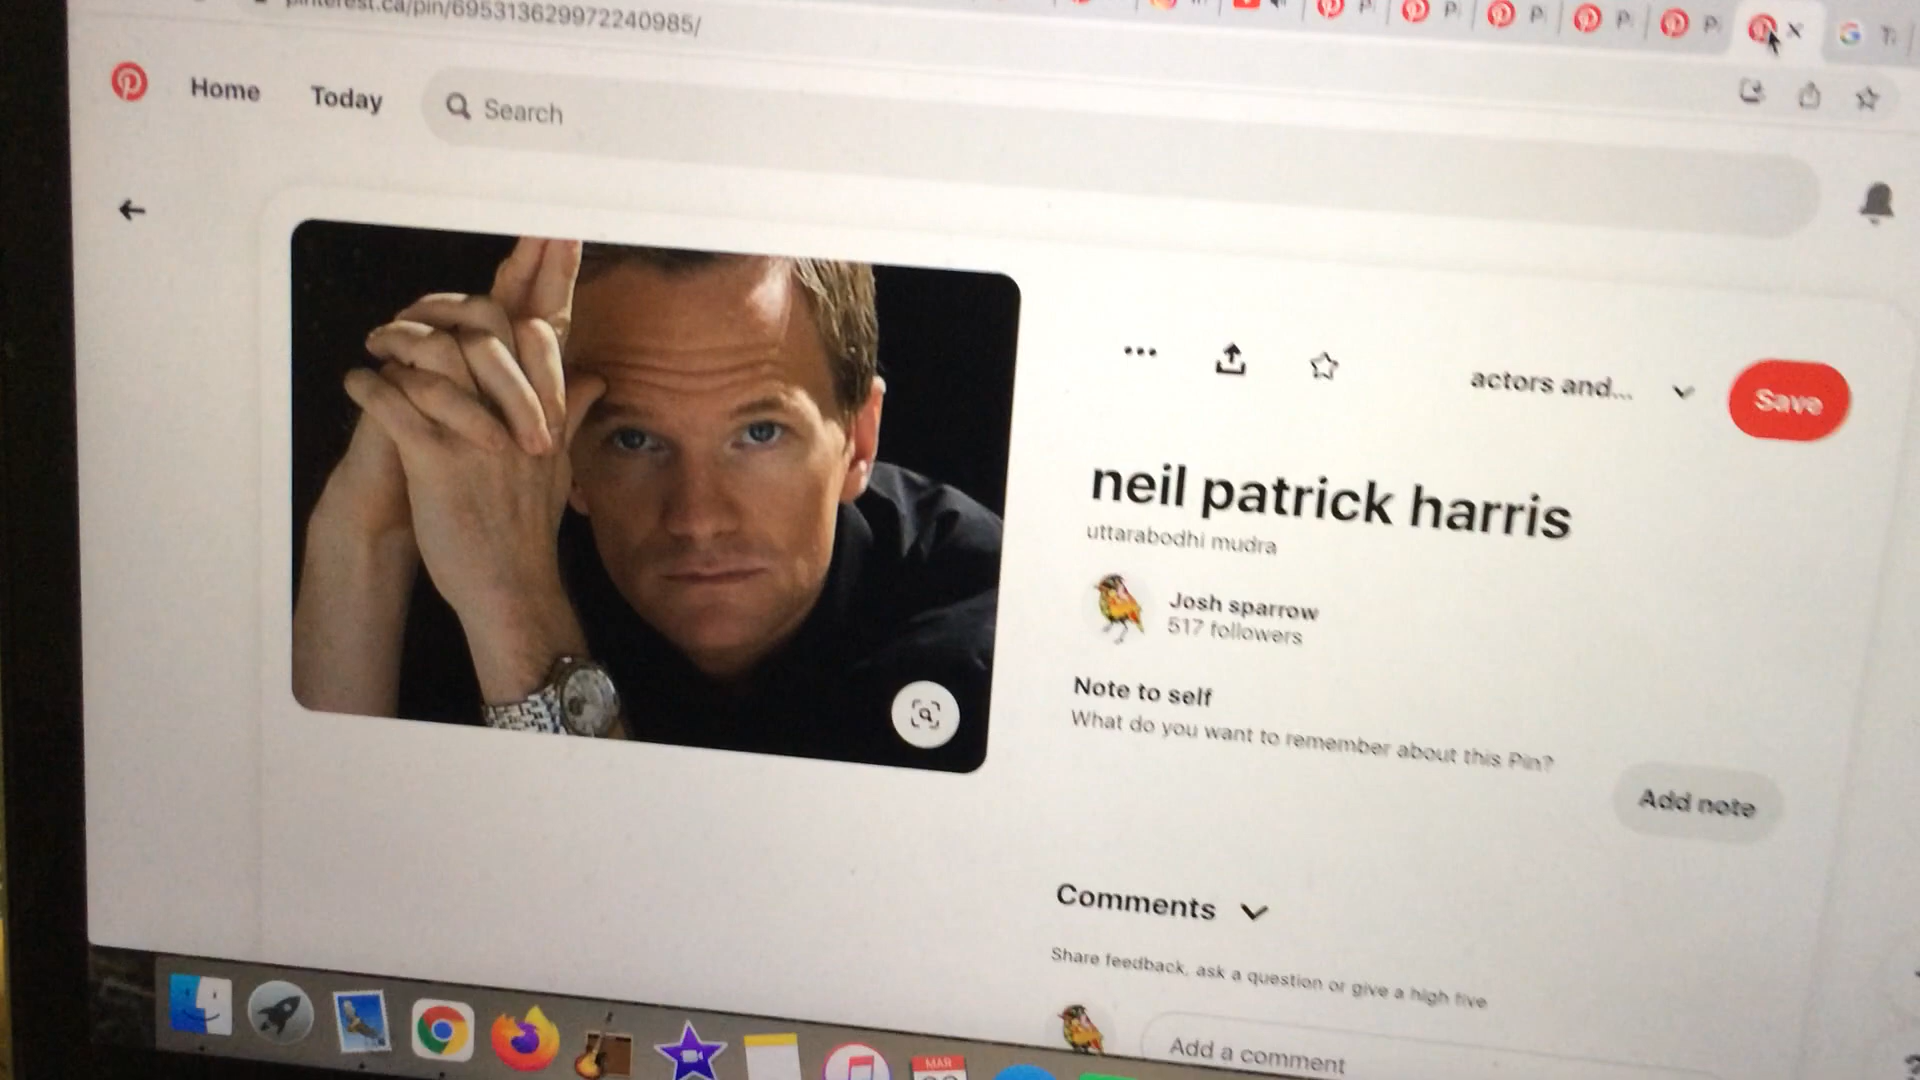 pinterest.ca/pin/695313629972240985/
Home
Today
Search
actors and...
Save
neil patrick harris
uttarabodhi mudra
Josh sparrow
517 followers
Note to self
What do you want to remember about this Pin?
Add note
Comments
Share feedback, ask a question or give a high five
Add a comment
MAR